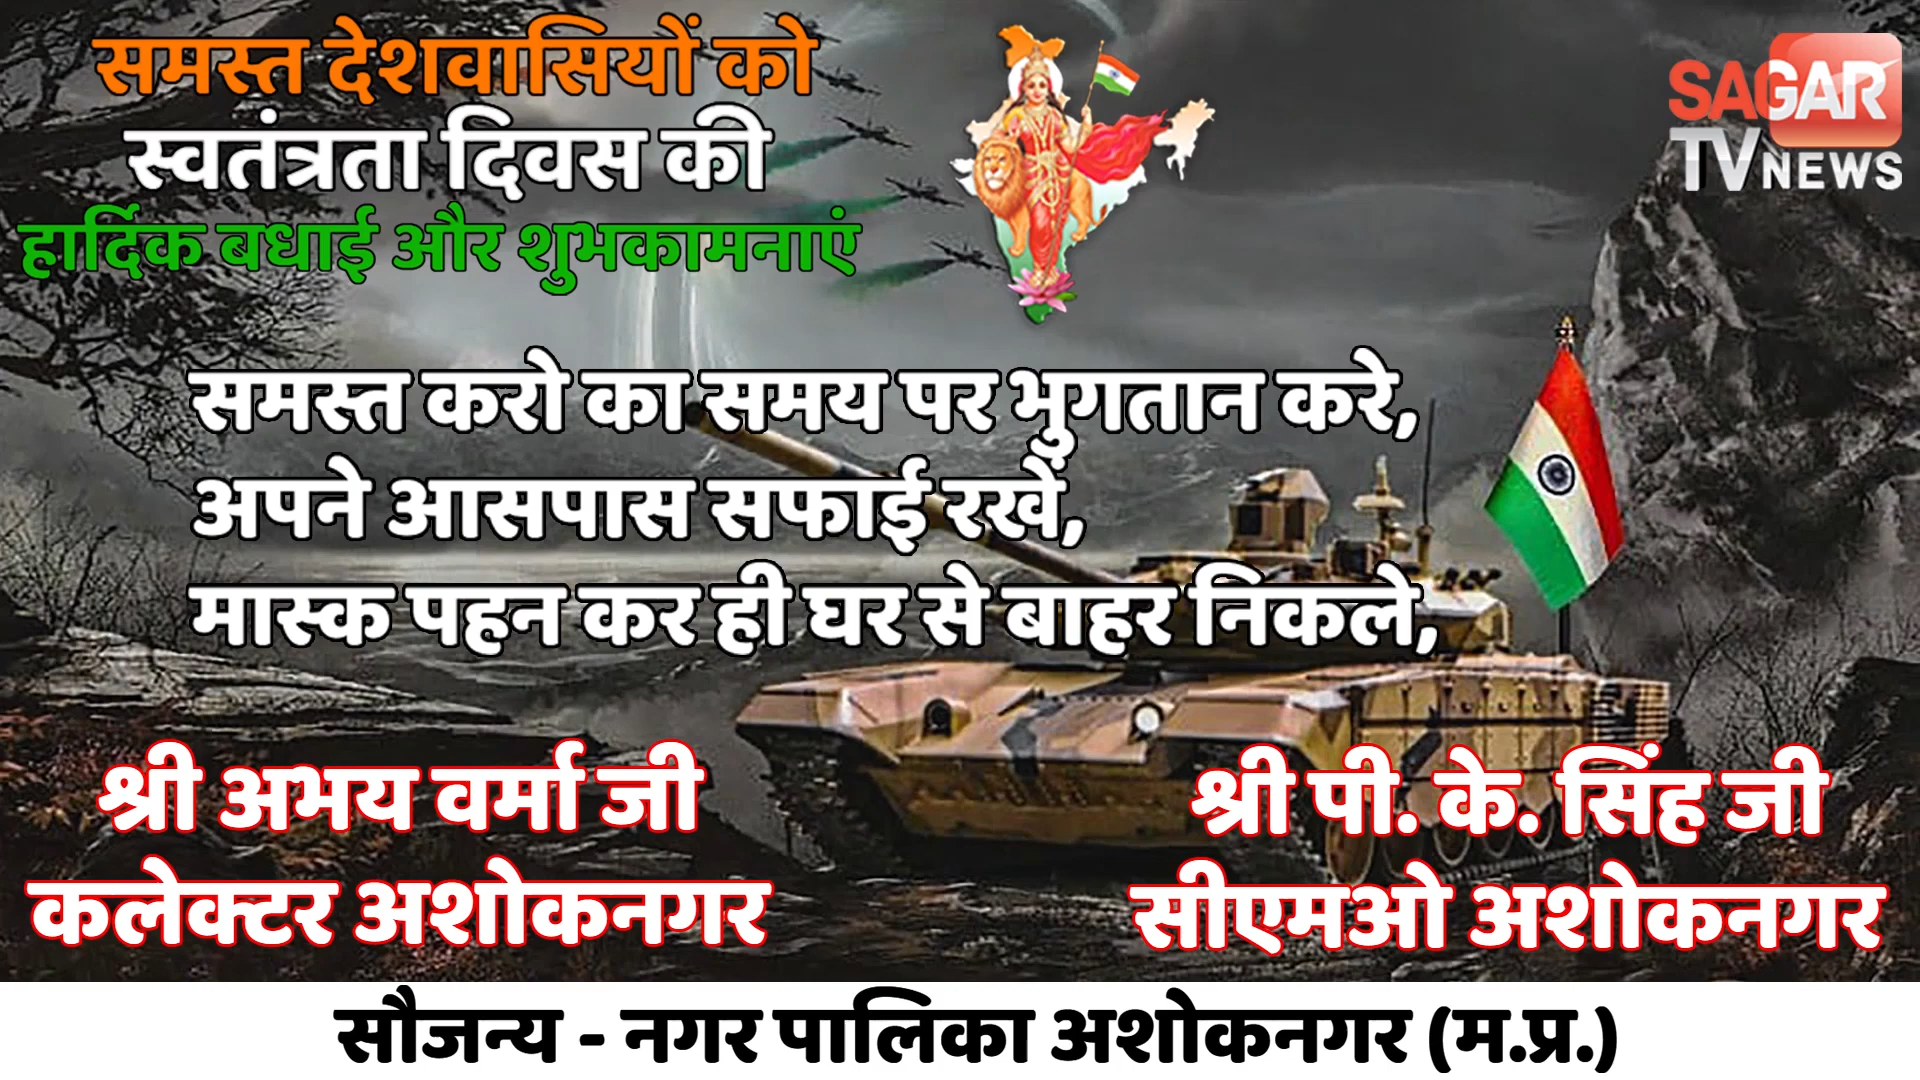 समस्त देशवासियों को
स्वतंत्रता दिवस की
हार्दिक बधाई और शुभकामनाएं
SAGAR
TV NEWS
समस्त करो का समय पर भुगतान करे,
अपने आसपास सफाई रखें,
मास्क पहन कर ही घर से बाहर निकले,
श्री अभय वर्मा जी
कलेक्टर अशोकनगर
श्री पी. के. सिंह जी
सीएमओ अशोकनगर
सौजन्य - नगर पालिका अशोकनगर (म.प्र.)